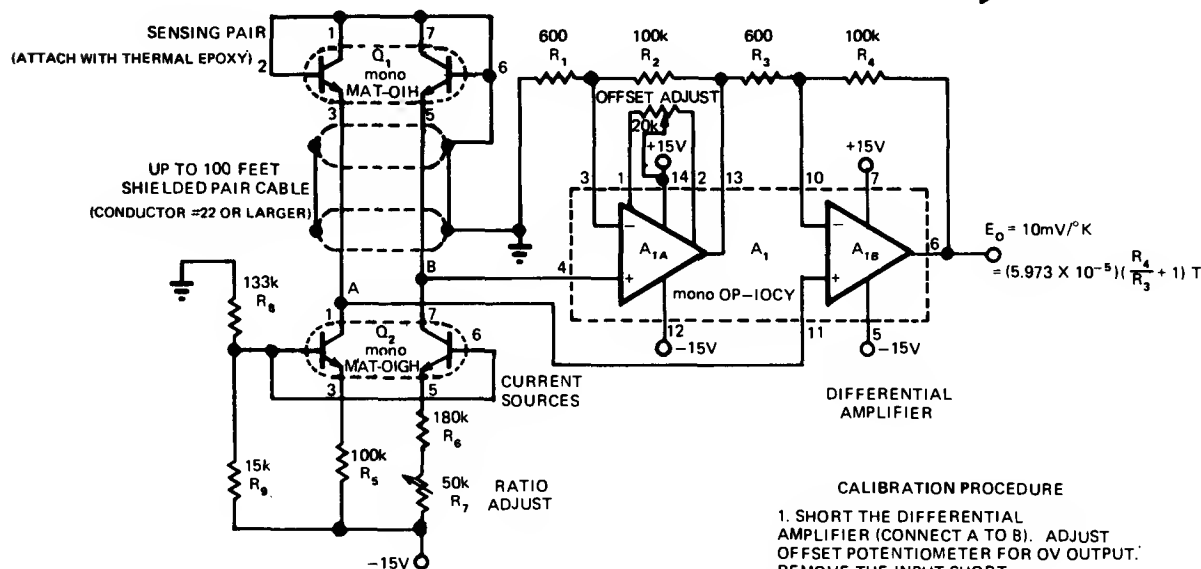 SENSING PAIR
(ATTACH WITH THERMAL EPOXY)
1
7
2
6
Q1
mono
MAT-01H
3
5
UP TO 100 FEET
SHIELDED PAIR CABLE
(CONDUCTOR #22 OR LARGER)
600
R1
100k
R2
600
R3
100k
R4
OFFSET ADJUST
20k
+15V
+15V
3
1
14
2
13
10
7
A1A
A1
A1B
6
4
mono OP-10CY
12
11
5
-15V
-15V
E0 = 10mV/°K
= (5.973 X 10⁻⁵)(R4/R3 + 1) T
DIFFERENTIAL
AMPLIFIER
A
B
133k
R8
1
7
Q2
6
mono
MAT-01GH
3
5
CURRENT
SOURCES
180k
R6
15k
R9
100k
R5
50k
R7
RATIO
ADJUST
-15V
CALIBRATION PROCEDURE
1. SHORT THE DIFFERENTIAL
AMPLIFIER (CONNECT A TO B). ADJUST
OFFSET POTENTIOMETER FOR 0V OUTPUT.
REMOVE THE INPUT SHORT